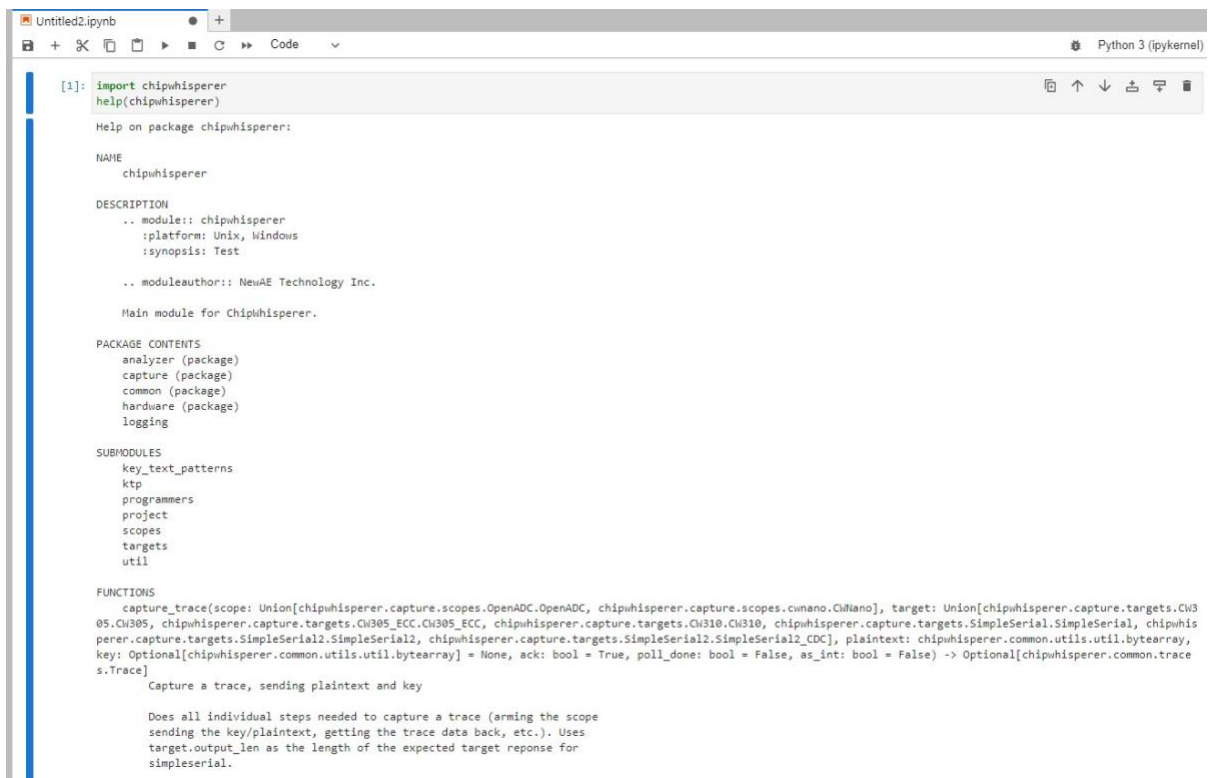 Untitled2.ipynb
Code
Python 3 (ipykernel)
[1]: import chipwhisperer
help(chipwhisperer)
Help on package chipwhisperer:
NAME
chipwhisperer
DESCRIPTION
.. module:: chipwhisperer
:platform: Unix, Windows
:synopsis: Test
.. moduleauthor:: NewAE Technology Inc.
Main module for ChipWhisperer.
PACKAGE CONTENTS
analyzer (package)
capture (package)
common (package)
hardware (package)
logging
SUBMODULES
key_text_patterns
ktp
programmers
project
scopes
targets
util
FUNCTIONS
capture_trace(scope: Union[chipwhisperer.capture.scopes.OpenADC.OpenADC, chipwhisperer.capture.scopes.cwnano.CWNano], target: Union[chipwhisperer.capture.targets.CW3
05.CW305, chipwhisperer.capture.targets.CW305_ECC.CW305_ECC, chipwhisperer.capture.targets.CW310.CW310, chipwhisperer.capture.targets.SimpleSerial.SimpleSerial, chipwhis
perer.capture.targets.SimpleSerial2.SimpleSerial2, chipwhisperer.capture.targets.SimpleSerial2.SimpleSerial2_CDC], plaintext: chipwhisperer.common.utils.util.bytearray,
key: Optional[chipwhisperer.common.utils.util.bytearray] = None, ack: bool = True, poll_done: bool = False, as_int: bool = False) -> Optional[chipwhisperer.common.trace
s.Trace]
Capture a trace, sending plaintext and key
Does all individual steps needed to capture a trace (arming the scope
sending the key/plaintext, getting the trace data back, etc.). Uses
target.output_len as the length of the expected target reponse for
simpleserial.